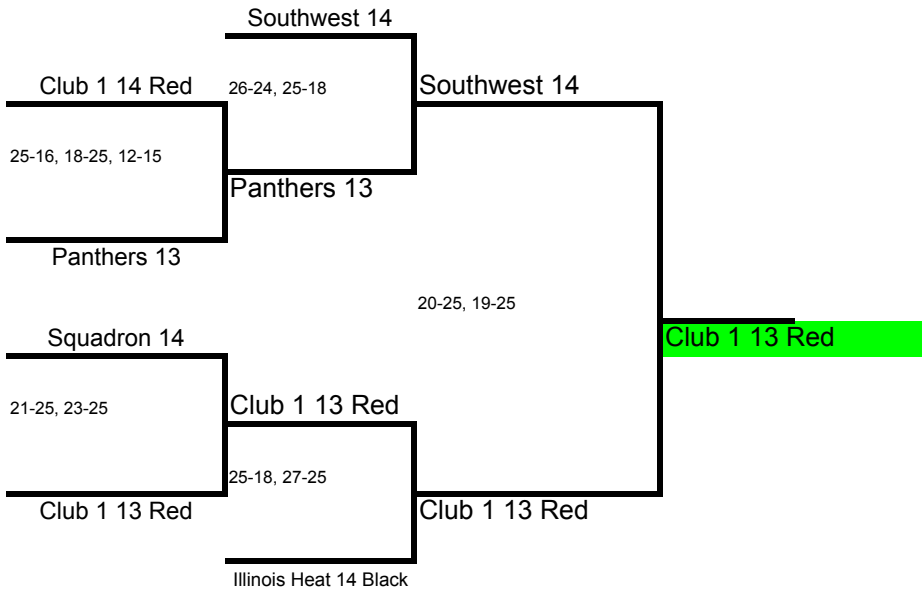 Southwest 14
Club 1 14 Red
26-24, 25-18
Southwest 14
25-16, 18-25, 12-15
Panthers 13
Panthers 13
20-25, 19-25
Squadron 14
Club 1 13 Red
21-25, 23-25
Club 1 13 Red
25-18, 27-25
Club 1 13 Red
Club 1 13 Red
Illinois Heat 14 Black